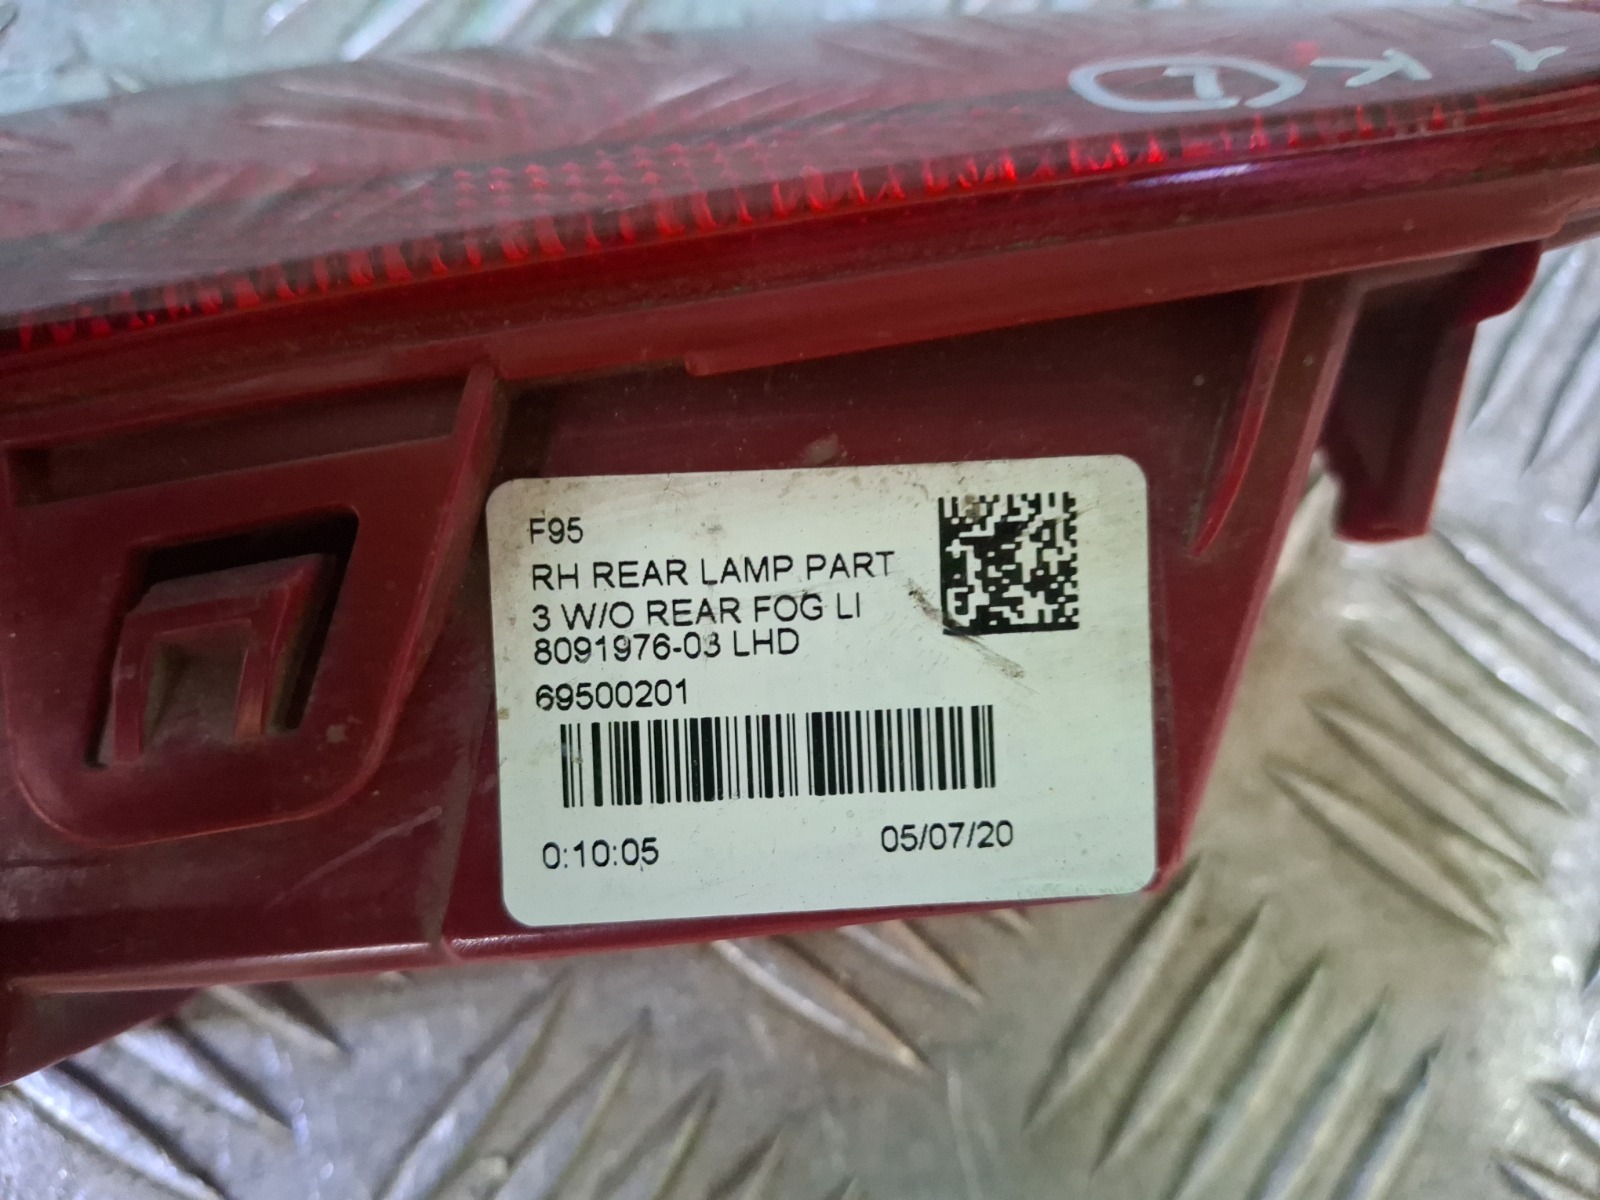 F95
RH REAR LAMP PART
3 W/O REAR FOG LI
8091976-03 LHD
69500201
0:10:05 05/07/20